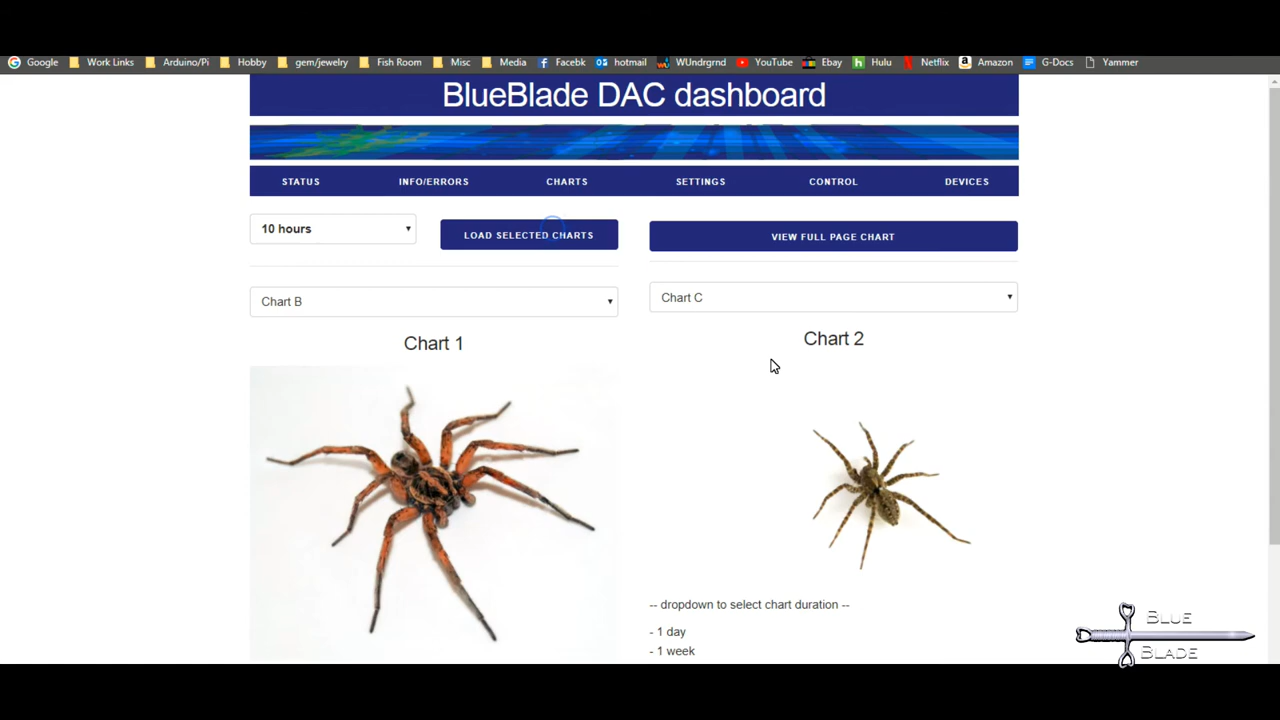 Google Work Links Arduino/Pi Hobby gem/jewelry Fish Room Misc Media Facebk hotmail WUndrgrnd YouTube Ebay Hulu Netflix Amazon G-Docs Yammer
BlueBlade DAC dashboard
STATUS INFO/ERRORS CHARTS SETTINGS CONTROL DEVICES
10 hours LOAD SELECTED CHARTS VIEW FULL PAGE CHART
Chart B Chart C
Chart 1 Chart 2
-- dropdown to select chart duration --
- 1 day
- 1 week
BLUE
BLADE